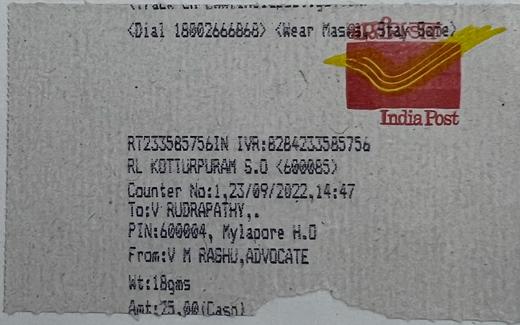 <Dial 18002666868> <Wear Mask, Stay Safe>
India Post
RT233585756IN IVR:8284233585756
RL KOTTURPURAM S.O <600085>
Counter No:1,23/09/2022,14:47
To:V RUDRAPATHY,.
PIN:600004, Mylapore H.O
From:V M RAGHU,ADVOCATE
Wt:18gms
Amt:25.00(Cash)